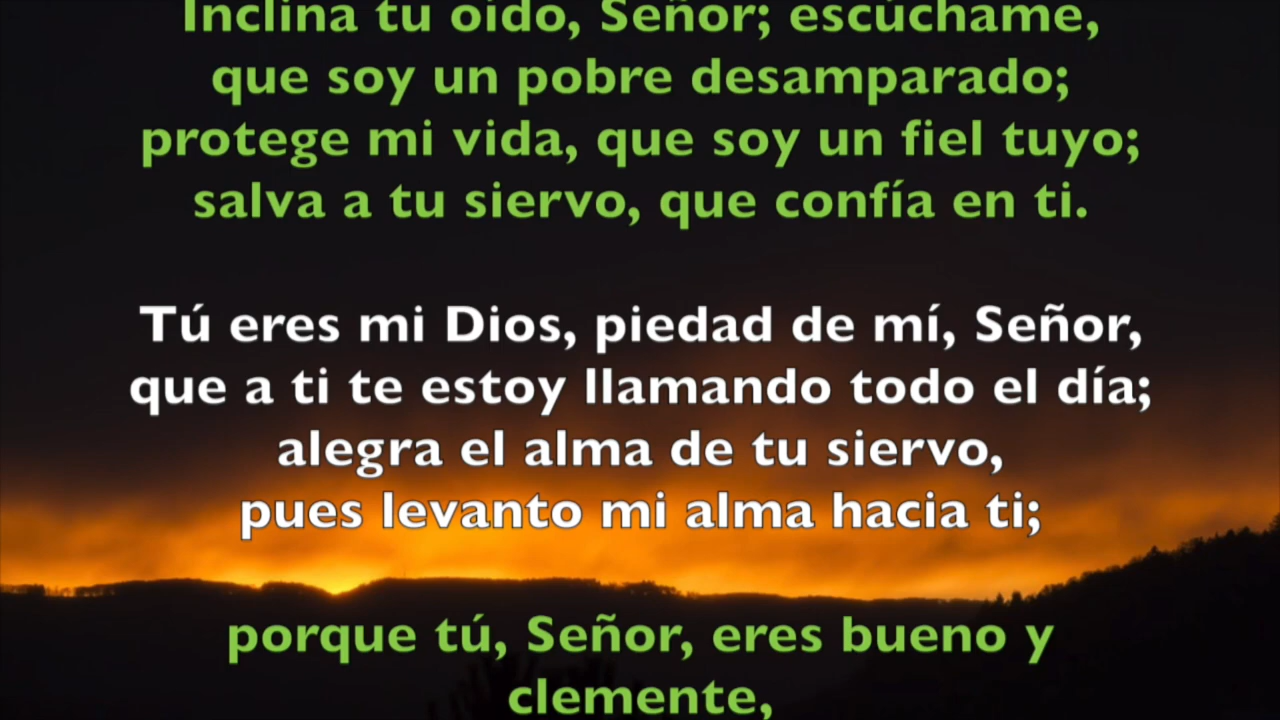 Inclina tu oído, Señor; escúchame,
que soy un pobre desamparado;
protege mi vida, que soy un fiel tuyo;
salva a tu siervo, que confía en ti.
Tú eres mi Dios, piedad de mí, Señor,
que a ti te estoy llamando todo el día;
alegra el alma de tu siervo,
pues levanto mi alma hacia ti;
porque tú, Señor, eres bueno y
clemente,